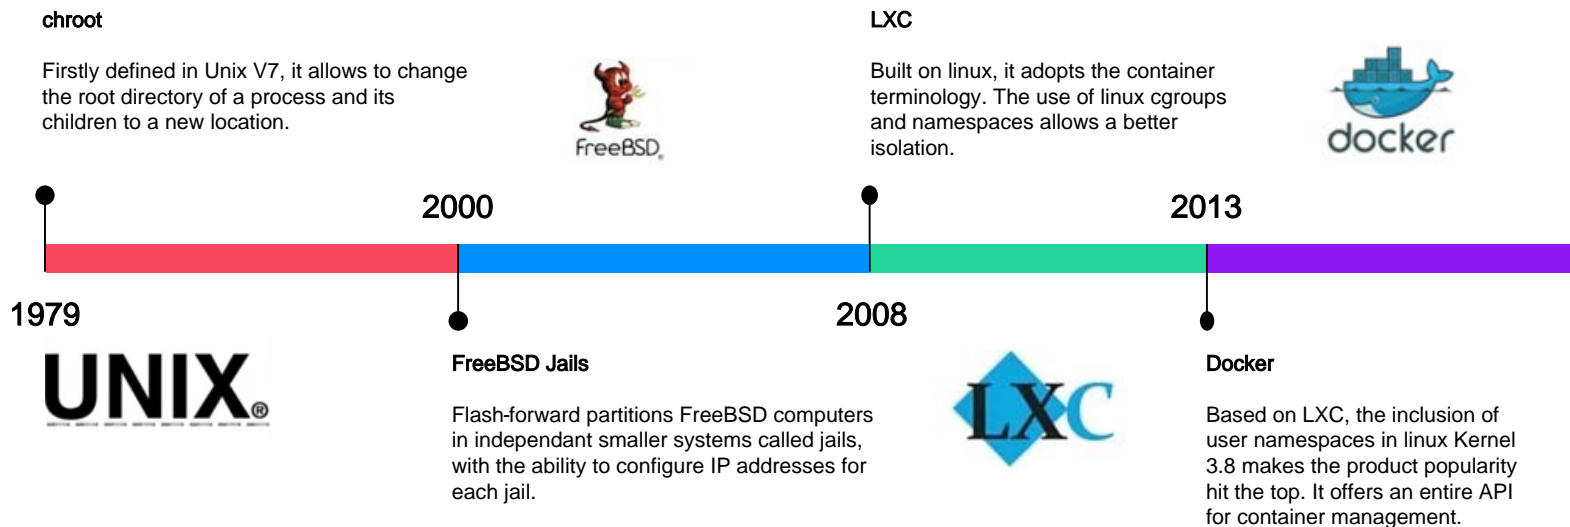 chroot
Firstly defined in Unix V7, it allows to change
the root directory of a process and its
children to a new location.
FreeBSD®
LXC
Built on linux, it adopts the container
terminology. The use of linux cgroups
and namespaces allows a better
isolation.
docker
2000
2013
1979
2008
UNIX®
FreeBSD Jails
Flash-forward partitions FreeBSD computers
in independant smaller systems called jails,
with the ability to configure IP addresses for
each jail.
LXC
Docker
Based on LXC, the inclusion of
user namespaces in linux Kernel
3.8 makes the product popularity
hit the top. It offers an entire API
for container management.